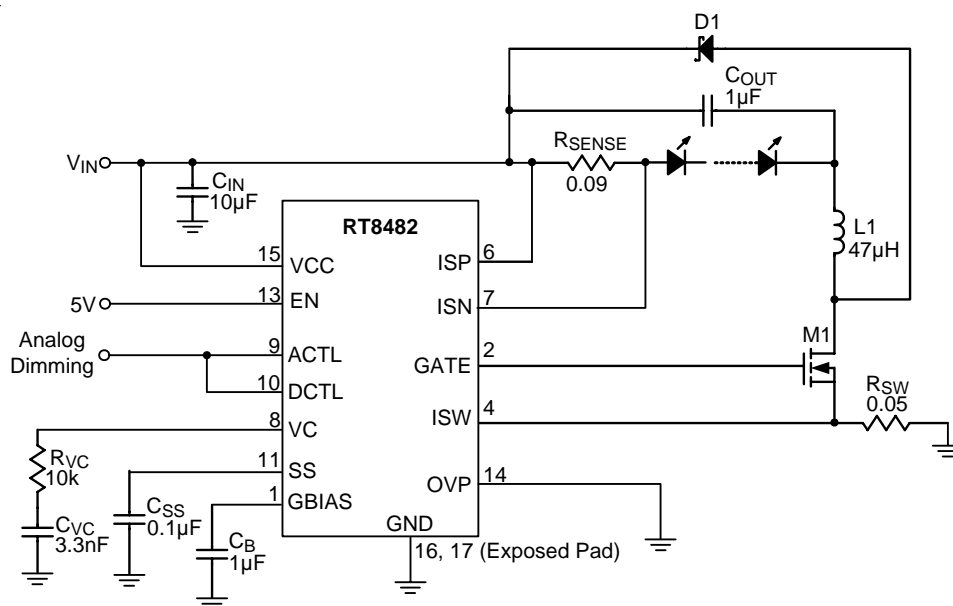 D1
COUT
1µF
RSENSE
0.09
VIN
CIN
10µF
RT8482
L1
47µH
15
VCC
ISP
6
5V
13
EN
ISN
7
M1
Analog
Dimming
9
ACTL
GATE
2
10
DCTL
RSW
0.05
8
VC
ISW
4
RVC
10k
11
SS
OVP
14
1
GBIAS
CSS
0.1µF
CVC
3.3nF
CB
1µF
GND
16, 17 (Exposed Pad)